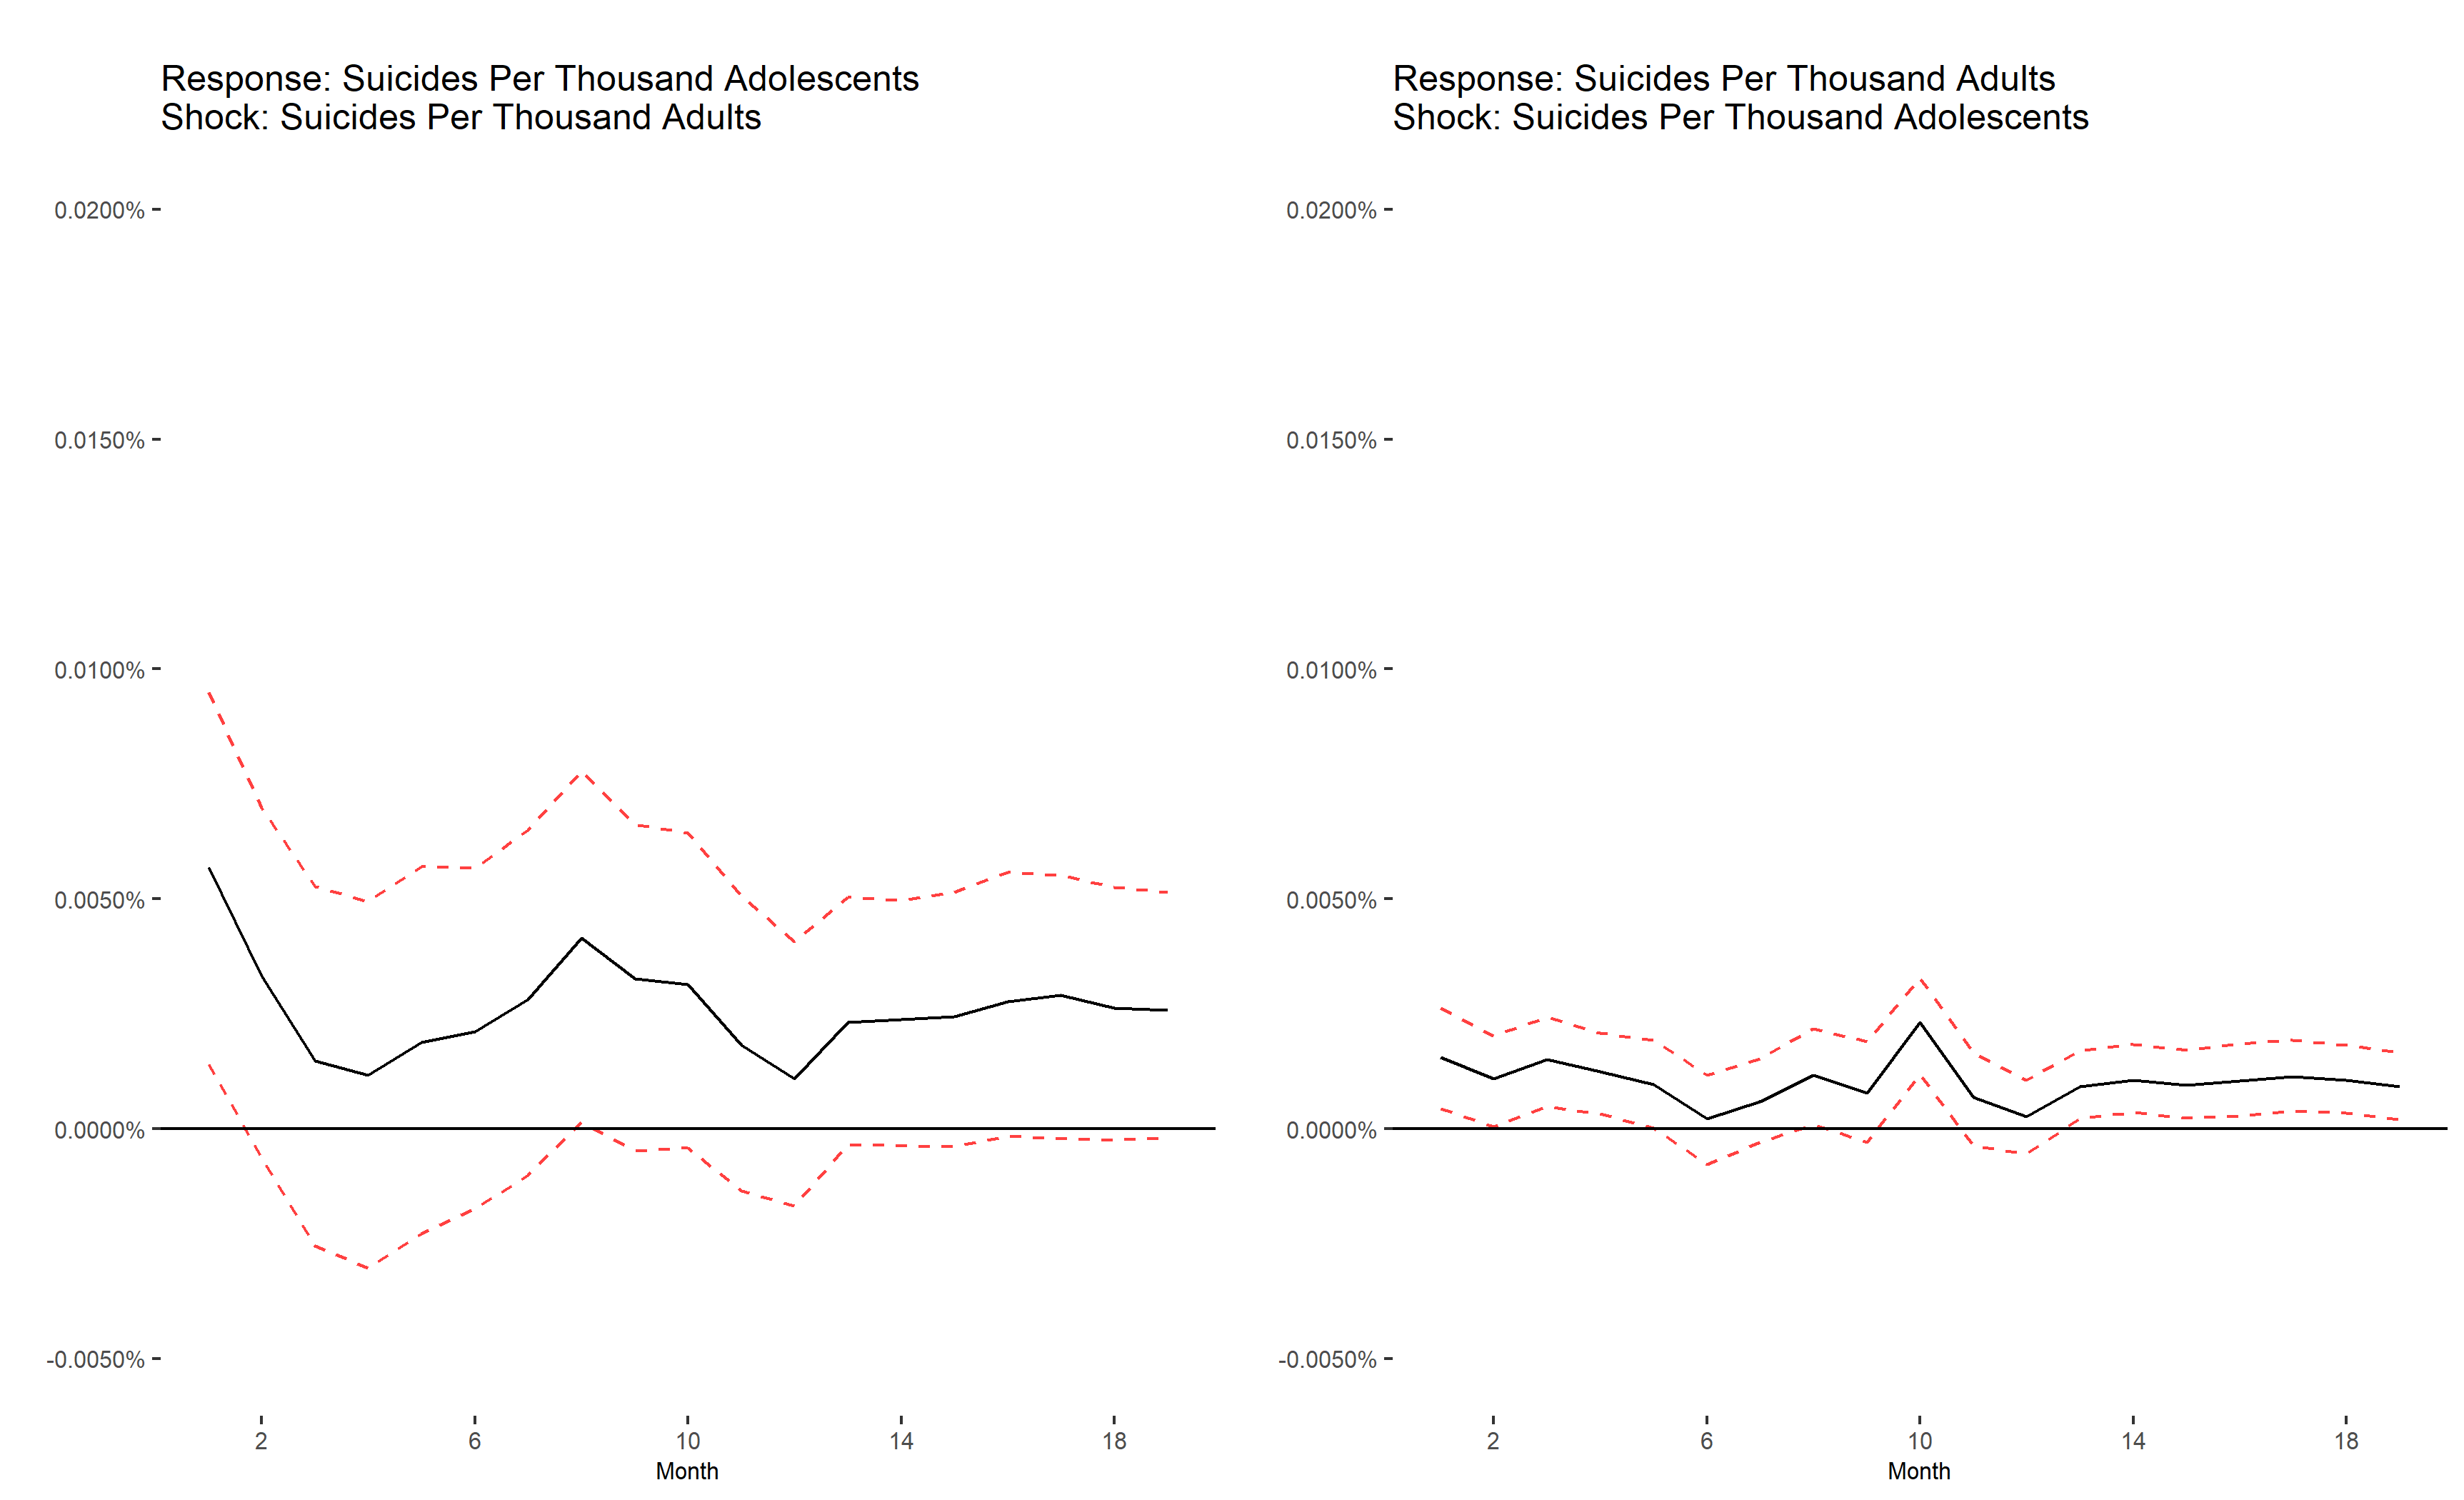 Response: Suicides Per Thousand Adolescents
Shock: Suicides Per Thousand Adults
0.0200%
0.0150%
0.0100%
0.0050%
0.0000%
-0.0050%
2 6 10 14 18
Month
Response: Suicides Per Thousand Adults
Shock: Suicides Per Thousand Adolescents
0.0200%
0.0150%
0.0100%
0.0050%
0.0000%
-0.0050%
2 6 10 14 18
Month